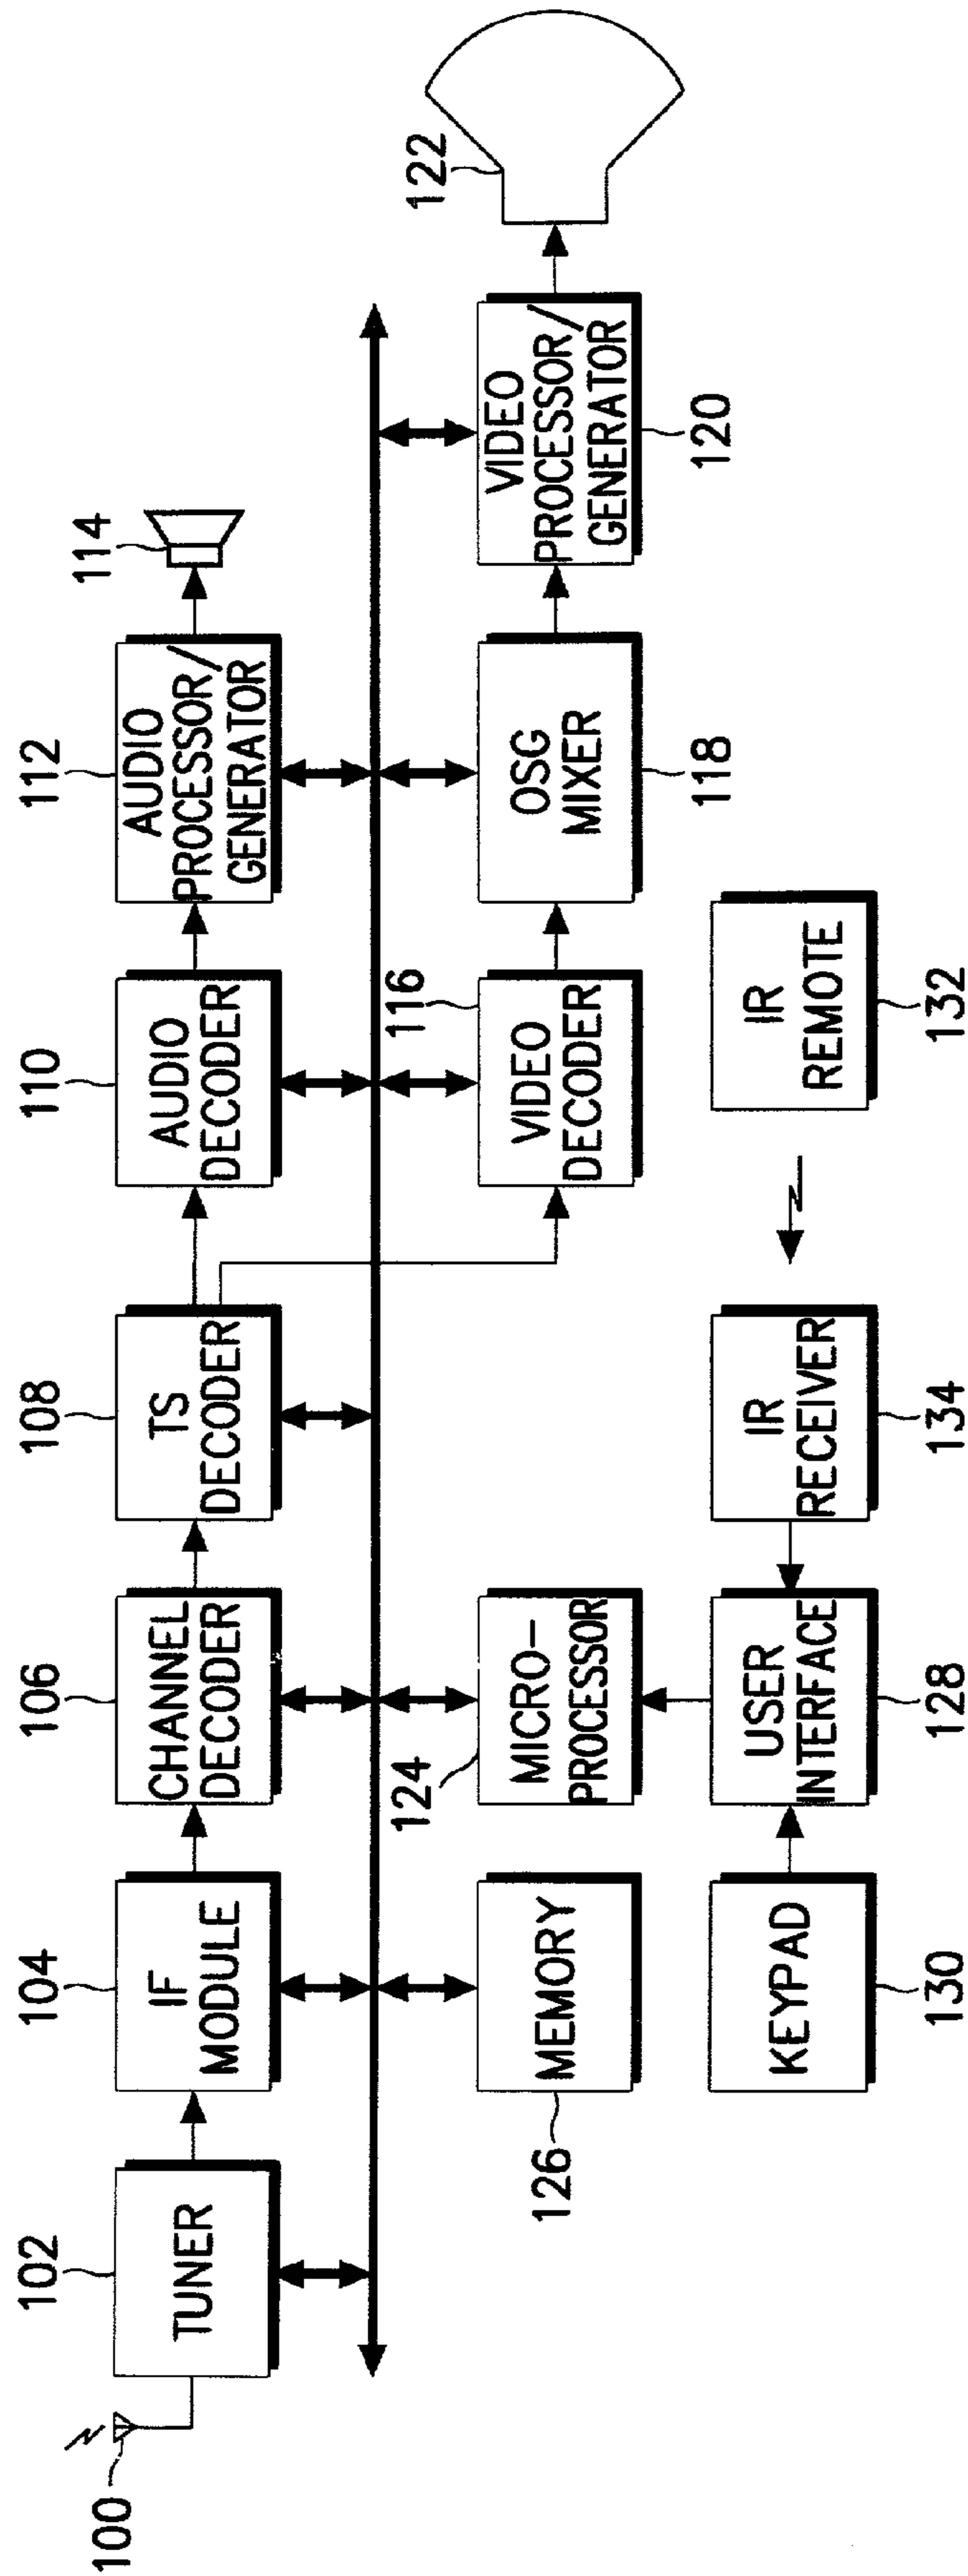 100
102
TUNER
104
IF
MODULE
106
CHANNEL
DECODER
108
TS
DECODER
110
AUDIO
DECODER
112
AUDIO
PROCESSOR/
GENERATOR
114
126
MEMORY
124
MICRO-
PROCESSOR
116
VIDEO
DECODER
OSG
MIXER
118
VIDEO
PROCESSOR/
GENERATOR
120
122
KEYPAD
130
USER
INTERFACE
128
IR
RECEIVER
134
IR
REMOTE
132